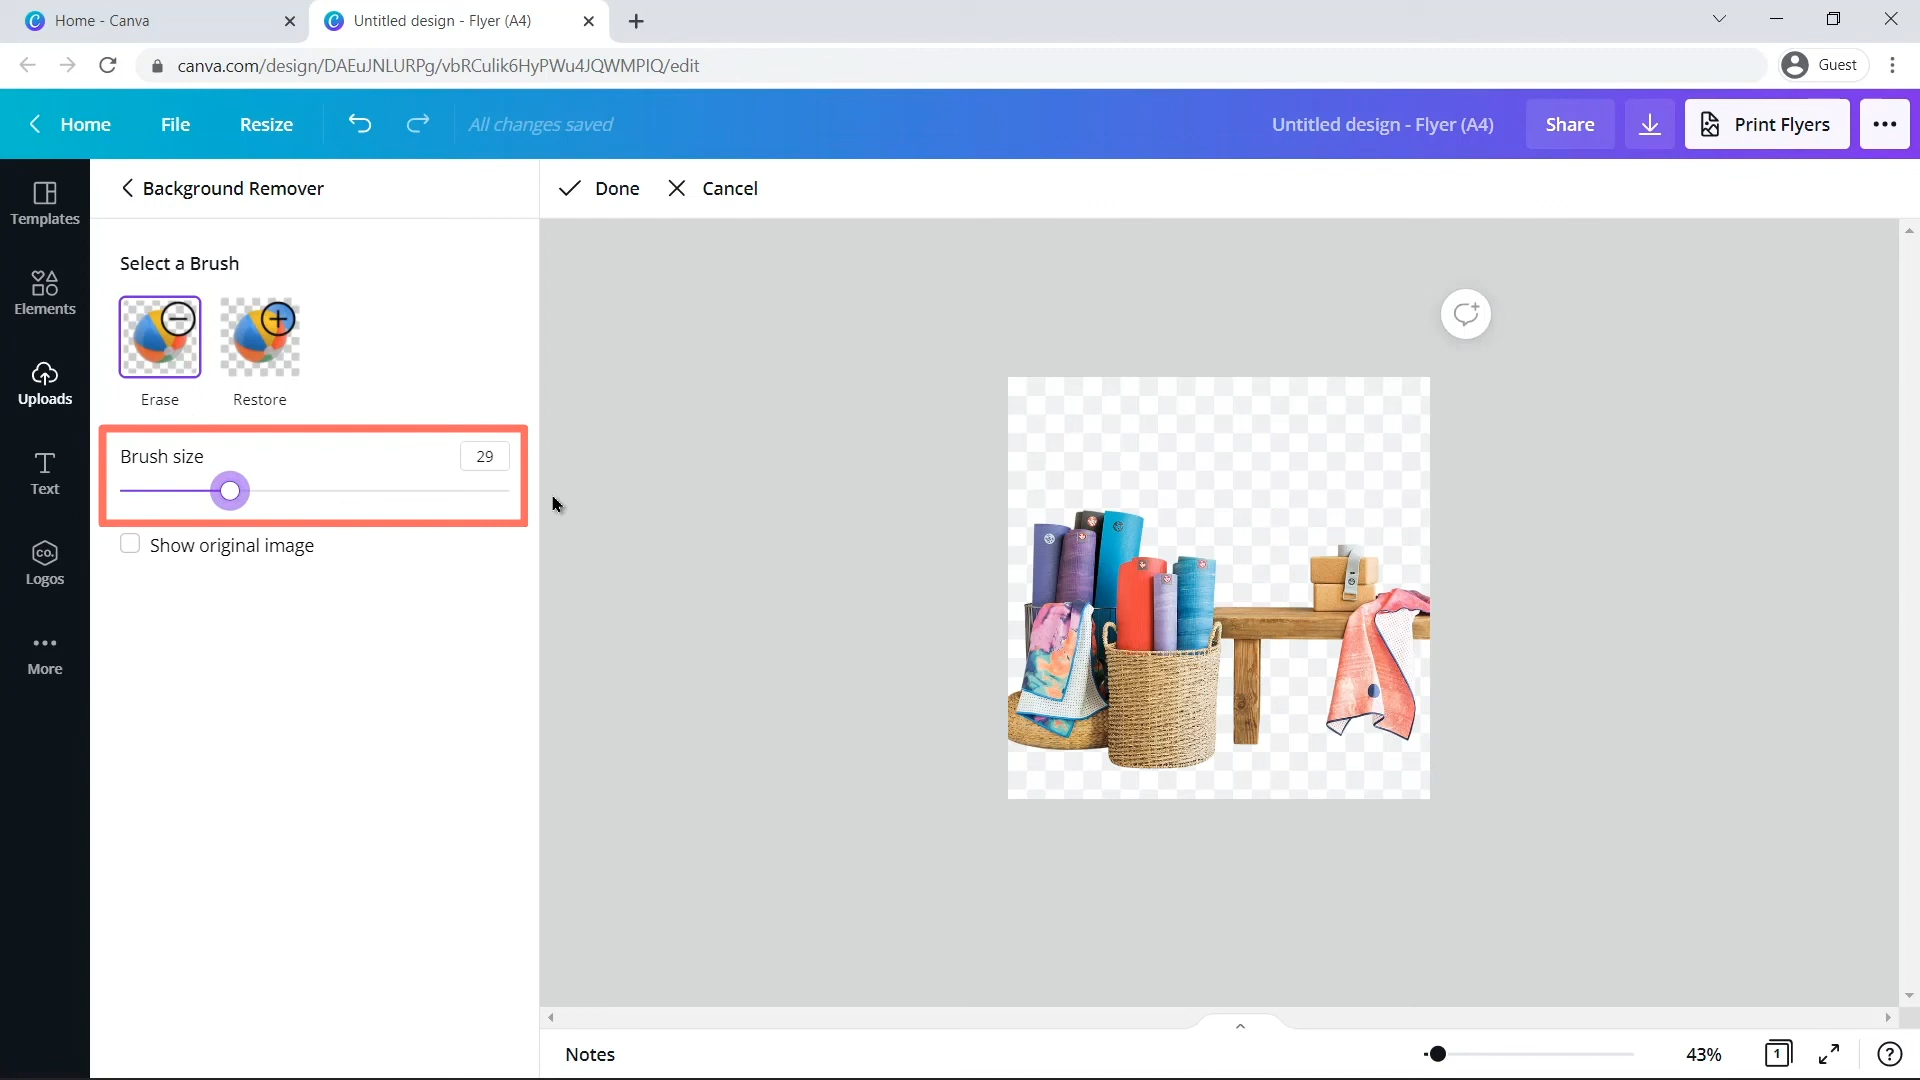 Home - Canva
Untitled design - Flyer (A4)
canva.com/design/DAEuJNLURPg/vbRCulik6HyPWu4JQWMPIQ/edit
Guest
Home
File
Resize
All changes saved
Untitled design - Flyer (A4)
Share
Print Flyers
Templates
Elements
Uploads
Text
CO.
Logos
More
Background Remover
Done
Cancel
Select a Brush
Erase
Restore
Brush size
29
Show original image
Notes
43%
1